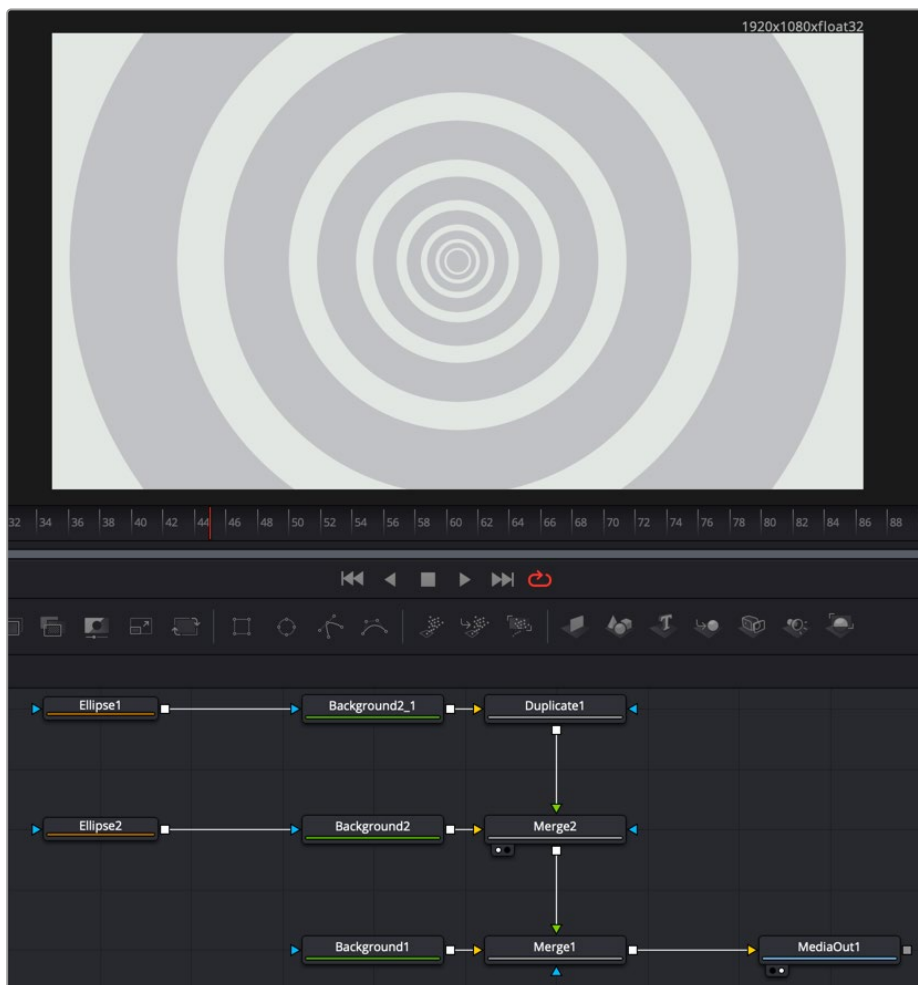 1920x1080xfloat32
32 34 36 38 40 42 44 46 48 50 52 54 56 58 60 62 64 66 68 70 72 74 76 78 80 82 84 86 88
T
Ellipse1 Background2_1 Duplicate1
Ellipse2 Background2 Merge2
Background1 Merge1 MediaOut1